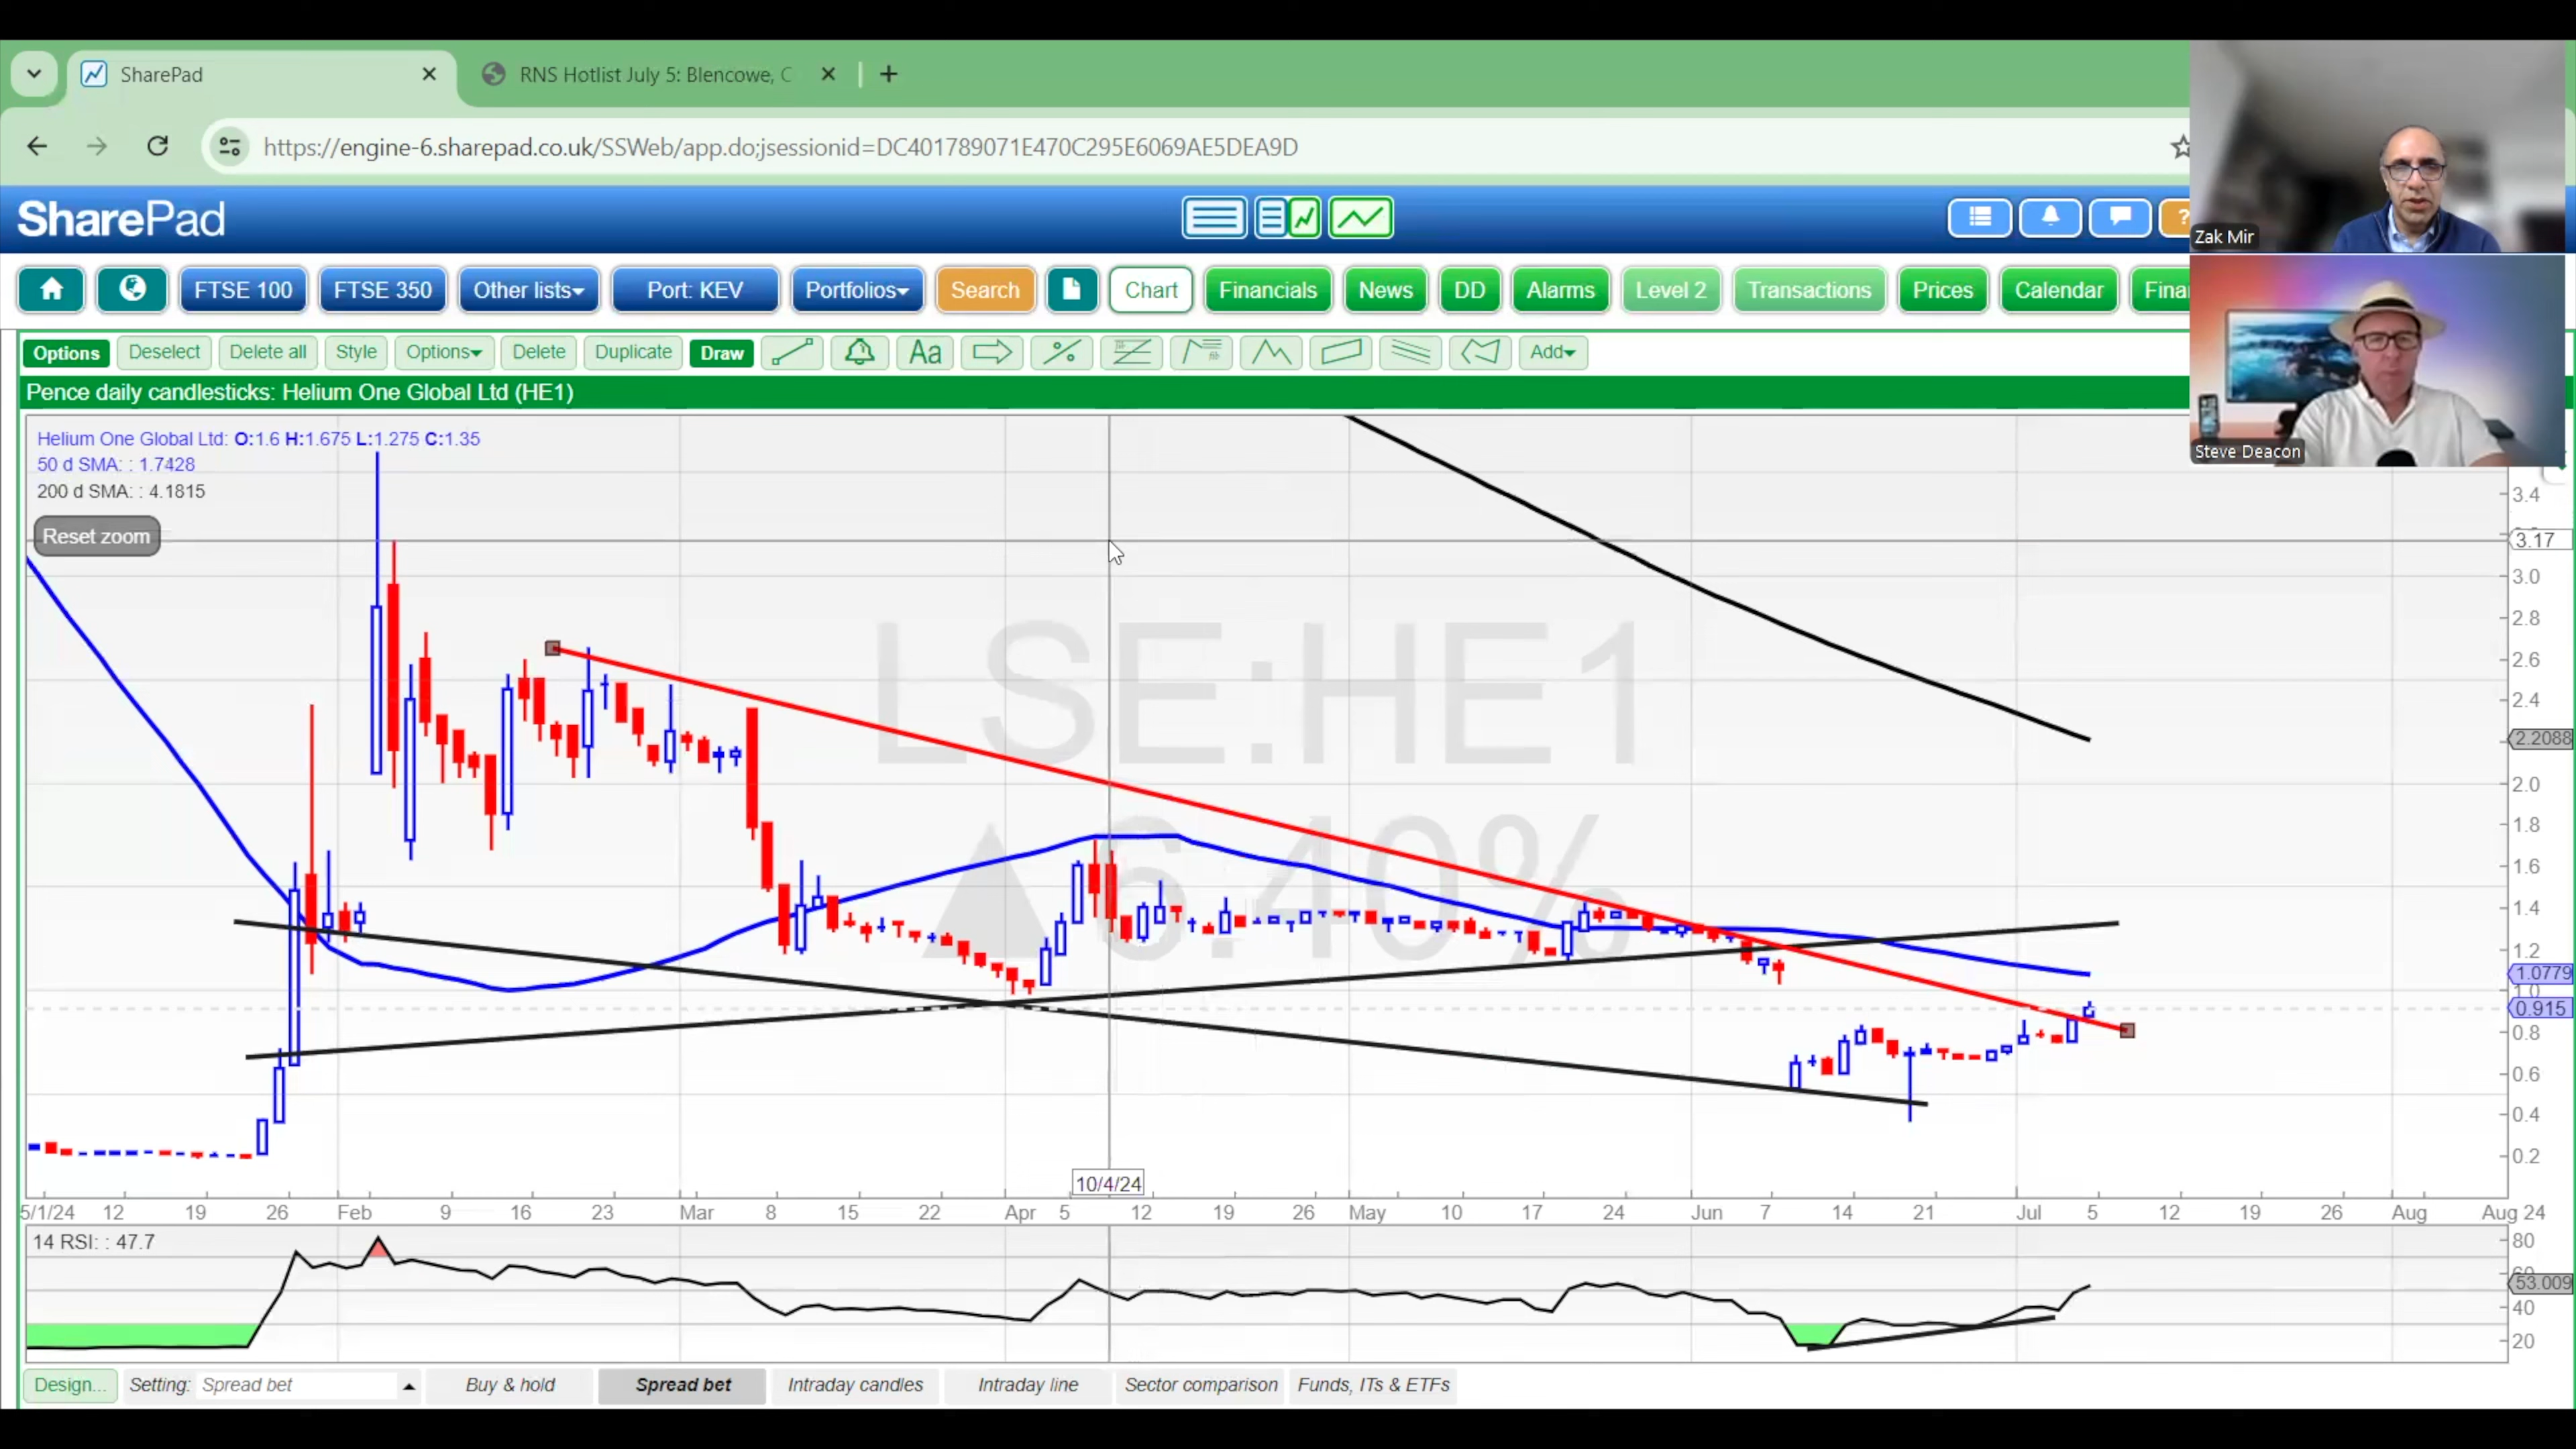 SharePad
RNS Hotlist July 5: Blencowe, C
https://engine-6.sharepad.co.uk/SSWeb/app.do;jsessionid=DC401789071E470C295E6069AE5DEA9D
SharePad
?
Zak Mir
FTSE 100 FTSE 350 Other lists▾ Port: KEV Portfolios▾ Search Chart Financials News DD Alarms Level 2 Transactions Prices Calendar Fina
Options Deselect Delete all Style Options▾ Delete Duplicate Draw Aa % Add▾
Pence daily candlesticks: Helium One Global Ltd (HE1)
Steve Deacon
Helium One Global Ltd: O:1.6 H:1.675 L:1.275 C:1.35
50 d SMA: : 1.7428
200 d SMA: : 4.1815
Reset zoom
LSE:HE1
▲6.40%
3.4
3.17
3.0
2.8
2.6
2.4
2.2088
2.0
1.8
1.6
1.4
1.2
1.0779
1.0
0.915
0.8
0.6
0.4
0.2
10/4/24
5/1/24 12 19 26 Feb 9 16 23 Mar 8 15 22 Apr 5 12 19 26 May 10 17 24 Jun 7 14 21 Jul 5 12 19 26 Aug Aug 24
14 RSI: : 47.7
80
60
53.009
40
20
Design... Setting: Spread bet Buy & hold Spread bet Intraday candles Intraday line Sector comparison Funds, ITs & ETFs